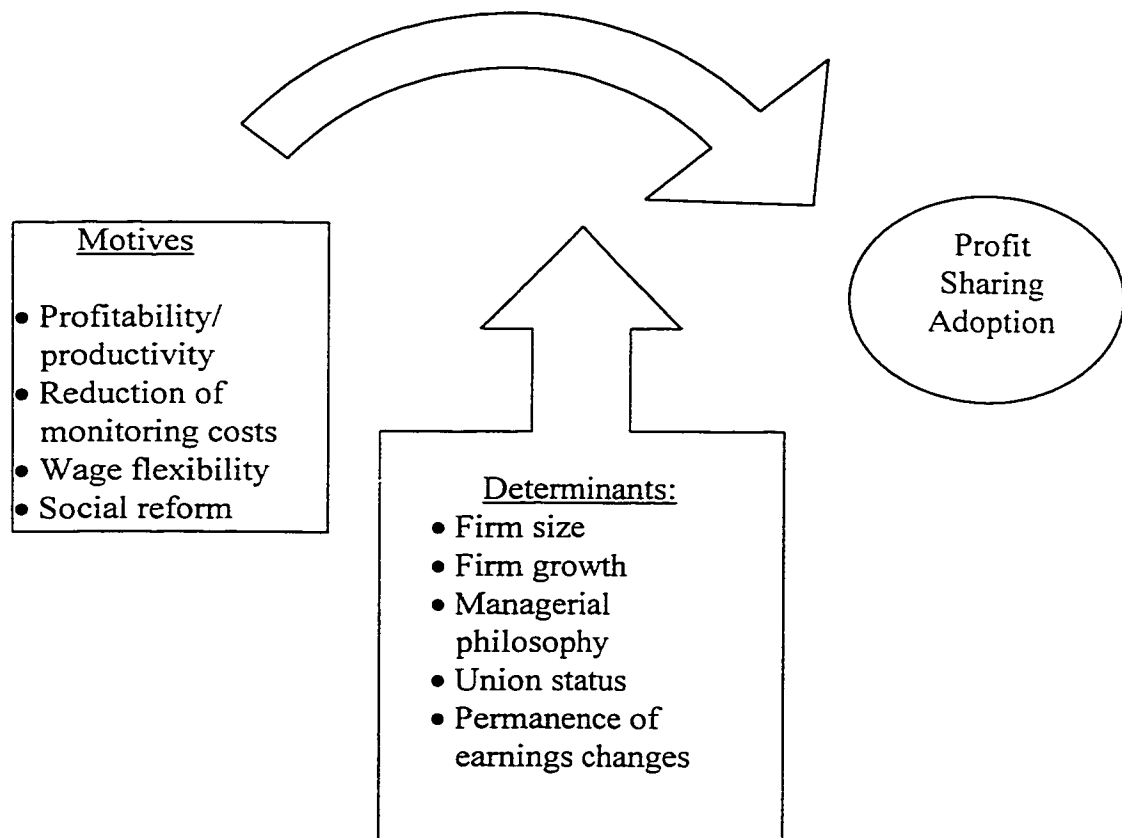 Motives
• Profitability/
productivity
• Reduction of
monitoring costs
• Wage flexibility
• Social reform
Determinants:
• Firm size
• Firm growth
• Managerial
philosophy
• Union status
• Permanence of
earnings changes
Profit
Sharing
Adoption